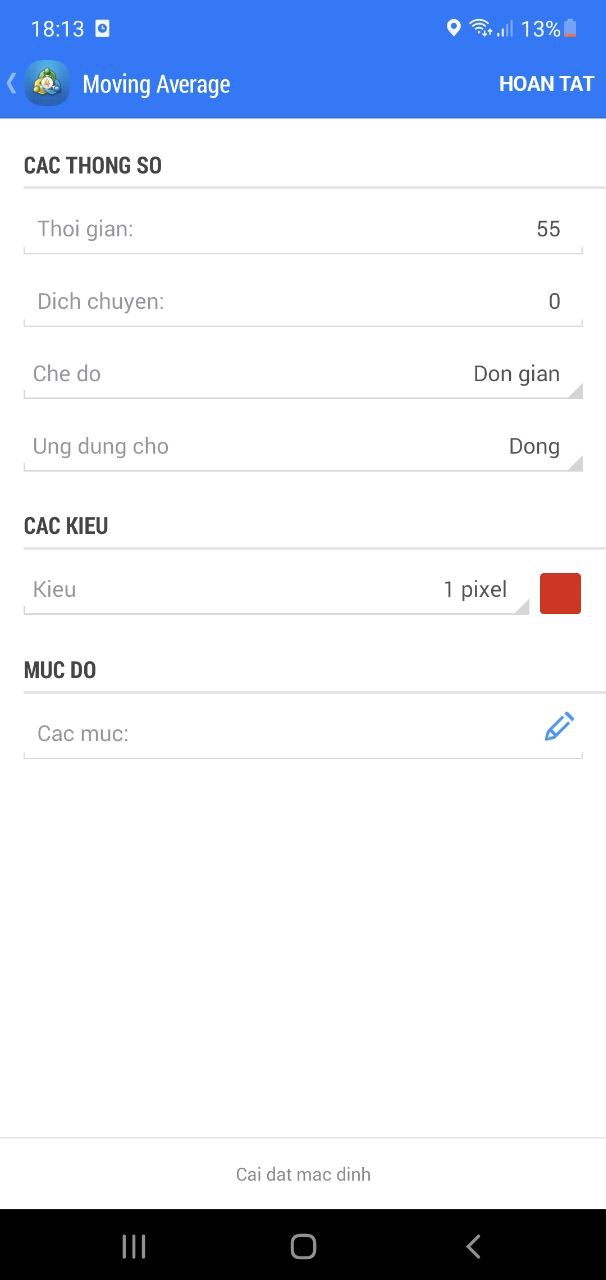 18:13 13%
Moving Average HOAN TAT
CAC THONG SO
Thoi gian: 55
Dich chuyen: 0
Che do Don gian
Ung dung cho Dong
CAC KIEU
Kieu 1 pixel
MUC DO
Cac muc:
Cai dat mac dinh